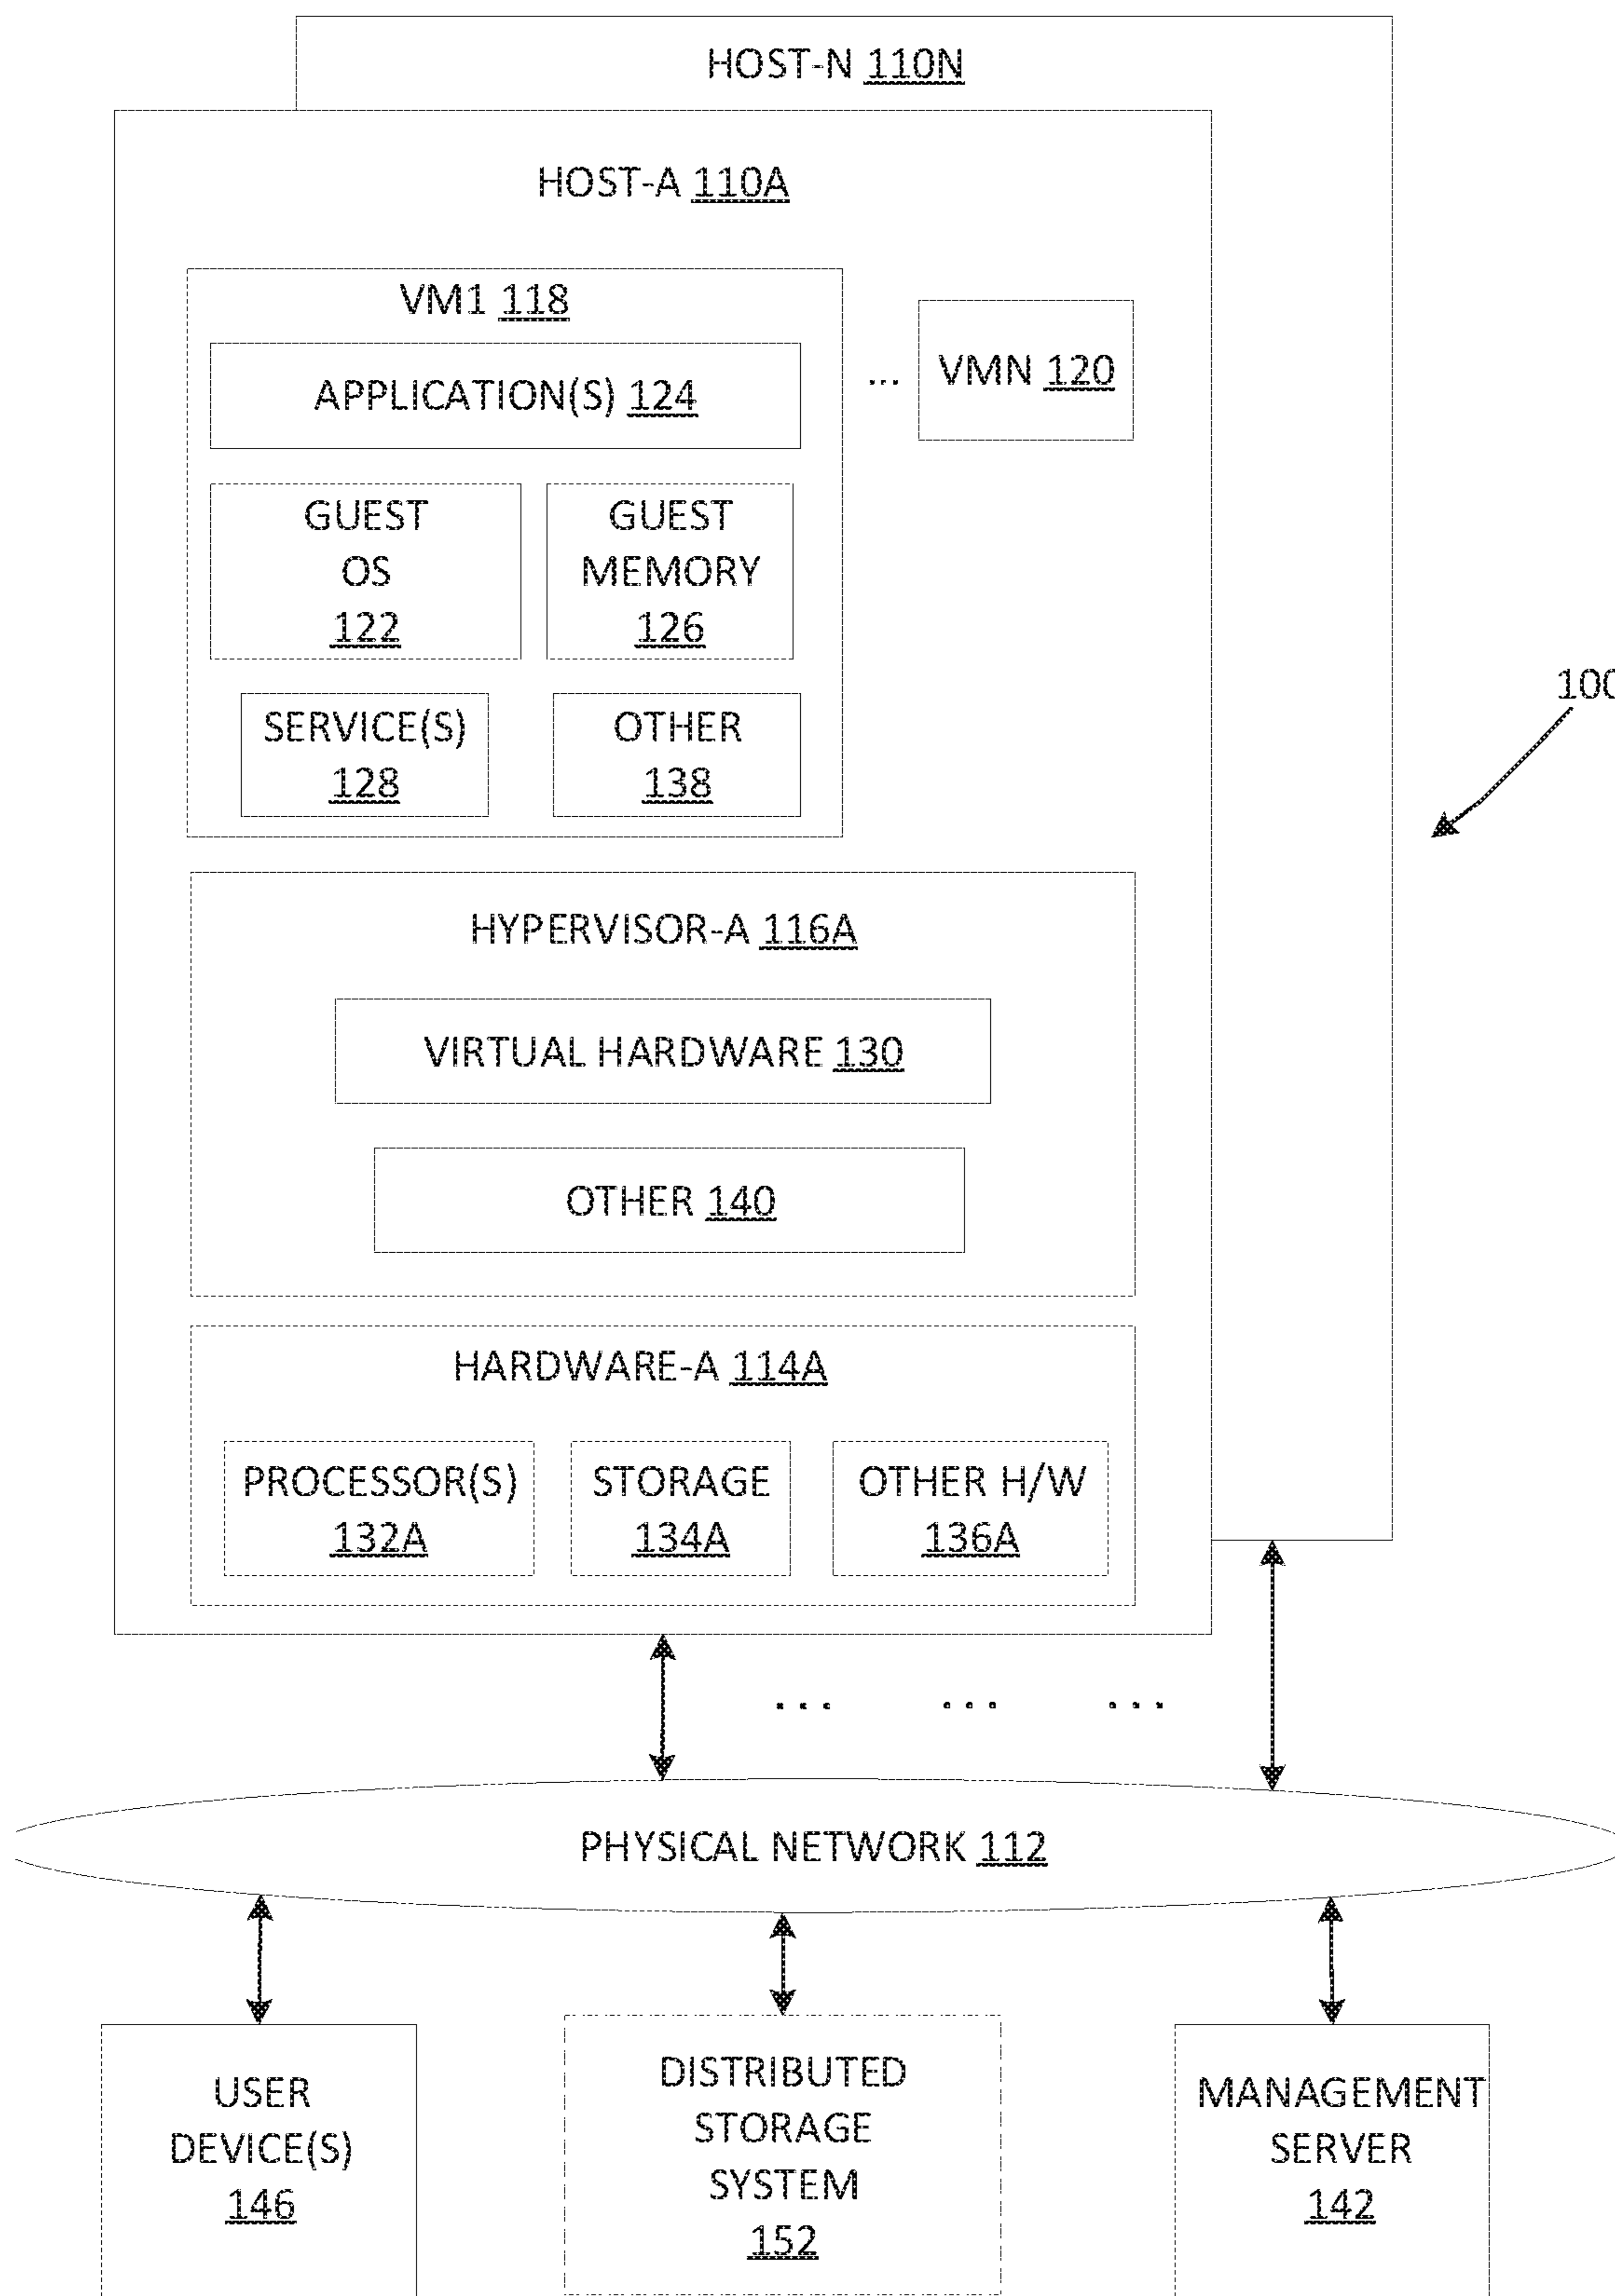 HOST-N 110N
HOST-A 110A
VM1 118
APPLICATION(S) 124
... VMN 120
GUEST
OS
122
GUEST
MEMORY
126
SERVICE(S)
128
OTHER
138
100
HYPERVISOR-A 116A
VIRTUAL HARDWARE 130
OTHER 140
HARDWARE-A 114A
PROCESSOR(S)
132A
STORAGE
134A
OTHER H/W
136A
... ... ...
PHYSICAL NETWORK 112
USER
DEVICE(S)
146
DISTRIBUTED
STORAGE
SYSTEM
152
MANAGEMENT
SERVER
142